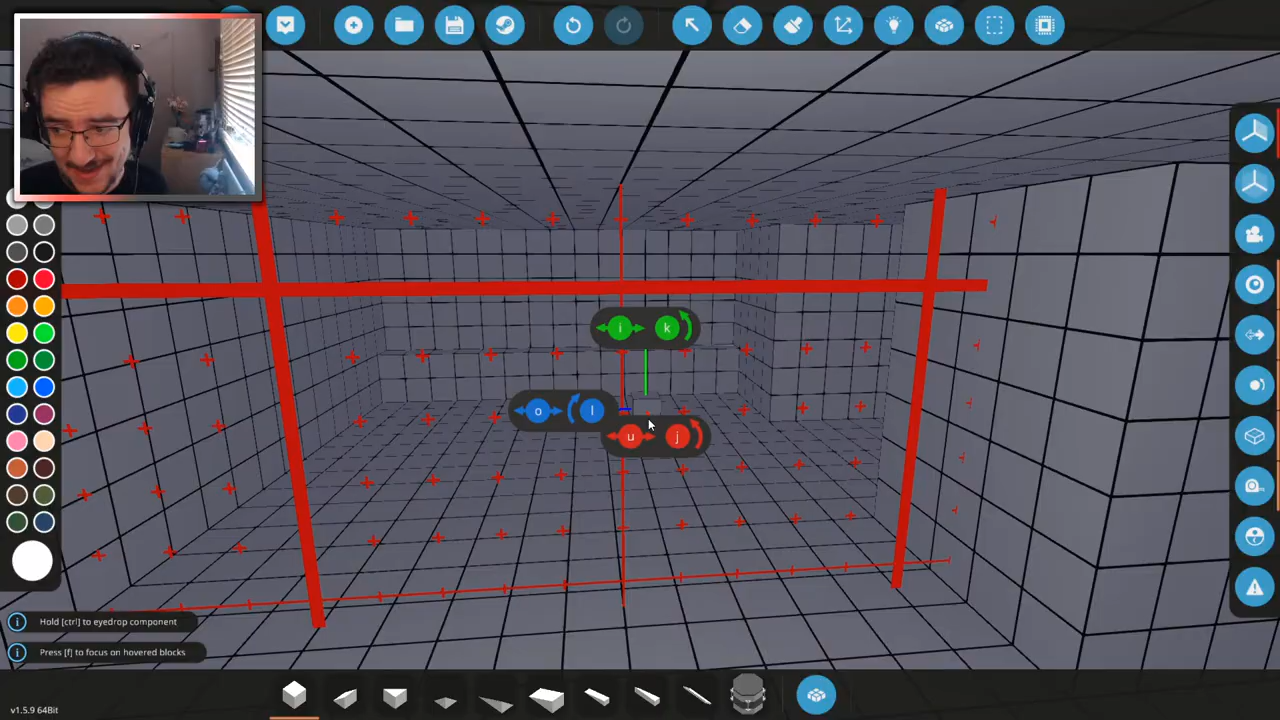 i k
o l
u j
Hold [ctrl] to eyedrop component
Press [f] to focus on hovered blocks
v1.5.9 64Bit